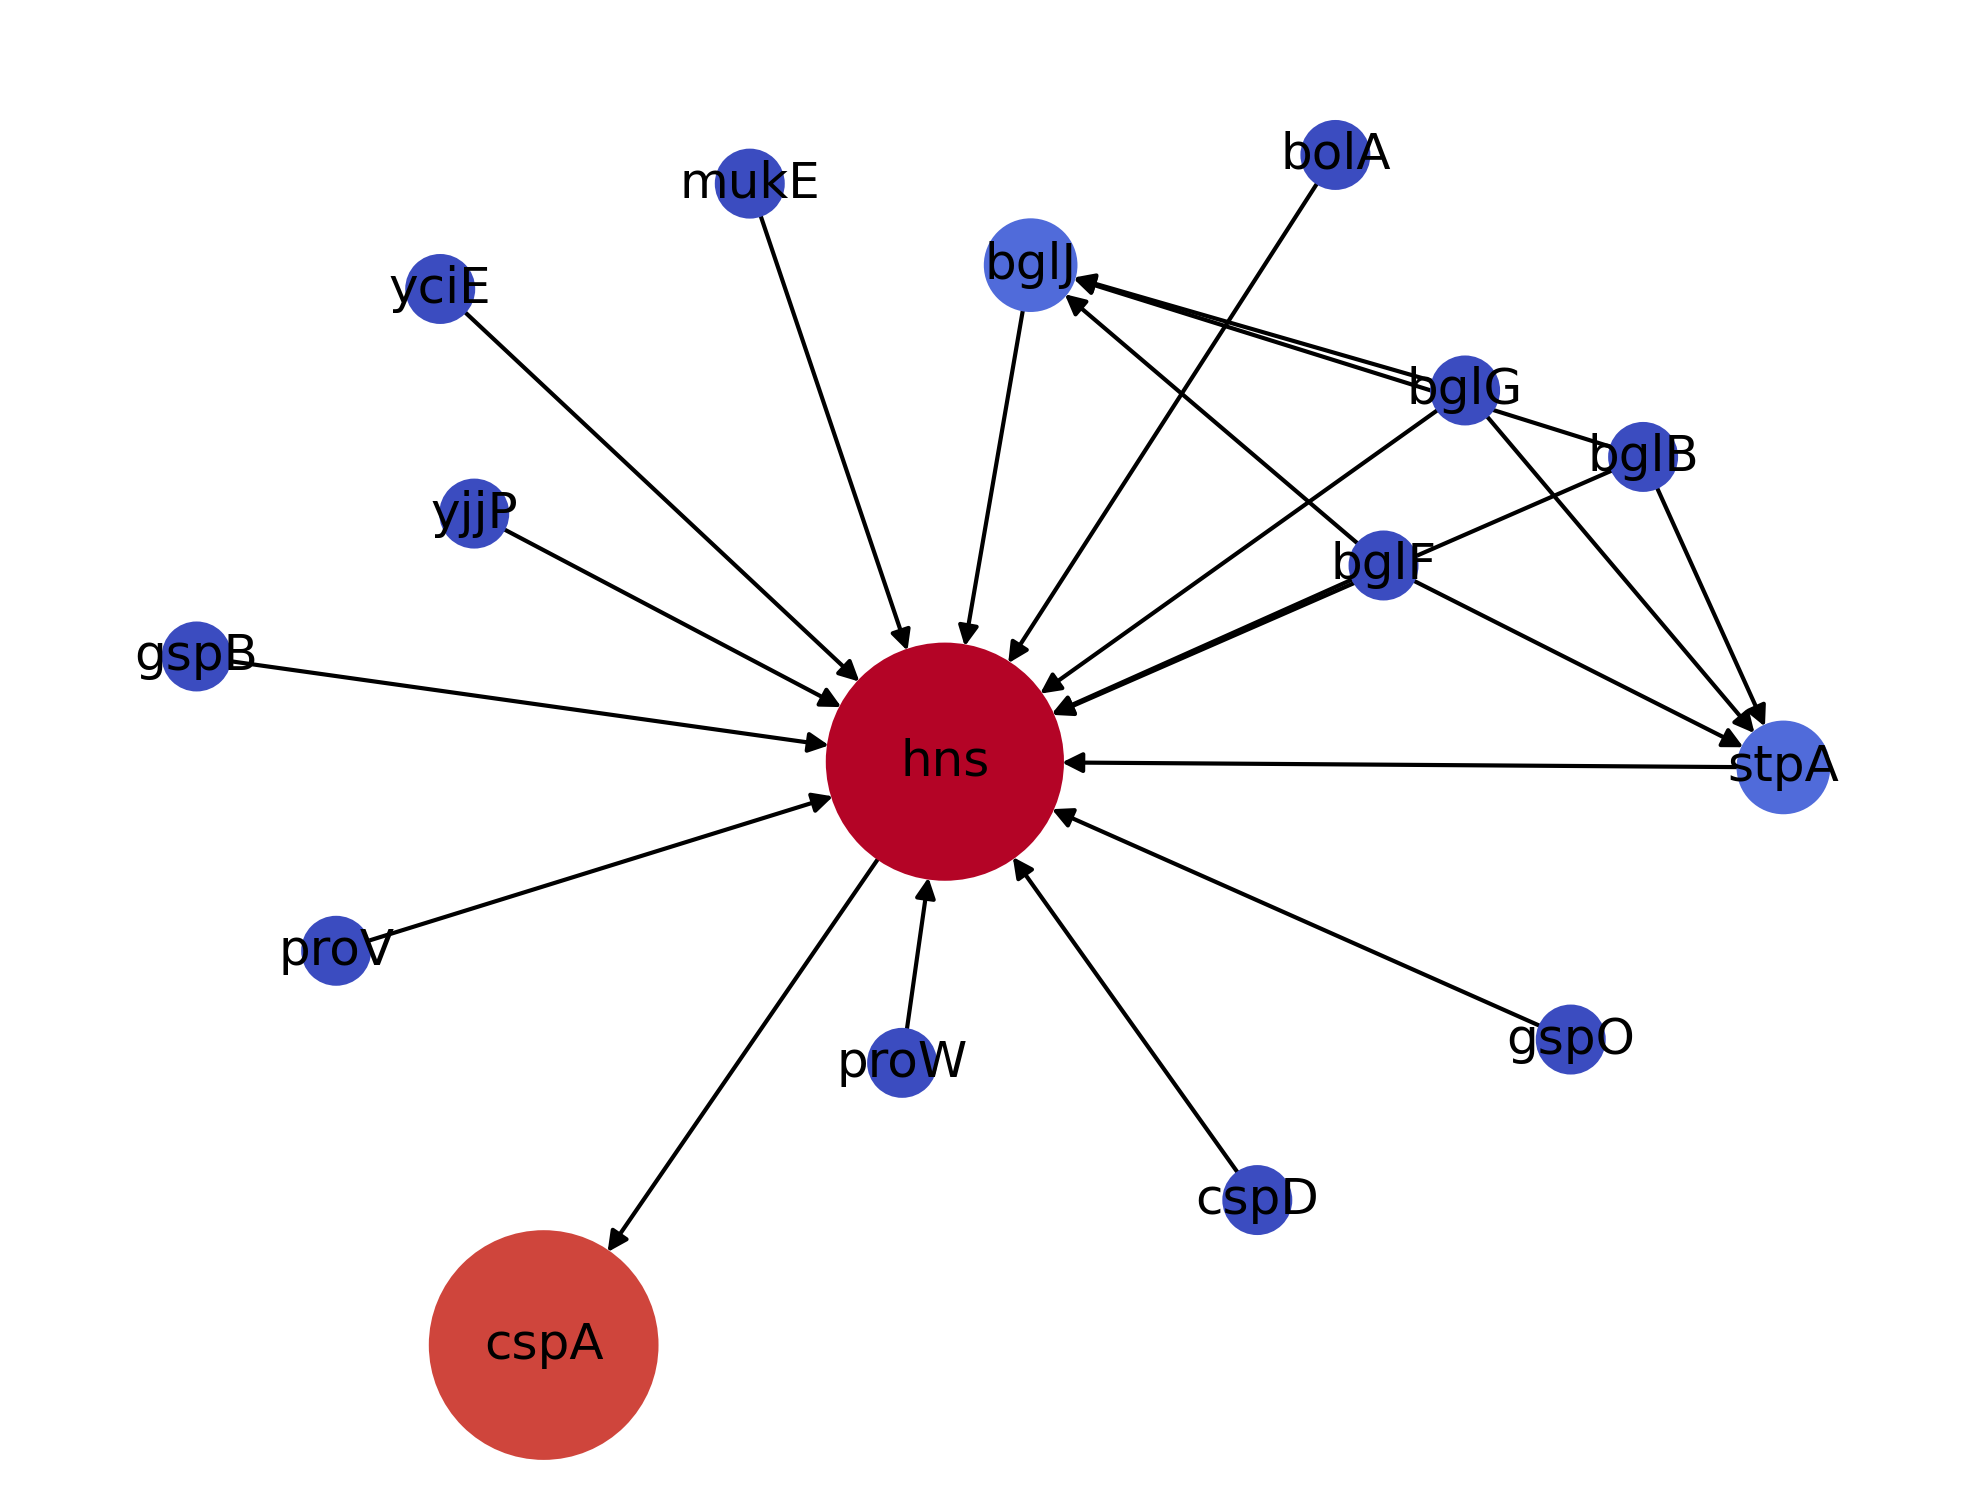 bolA
mukE
bglJ
yciE
bglG
bglB
yjjP
bglF
gspB
hns
stpA
proV
gspO
proW
cspD
cspA